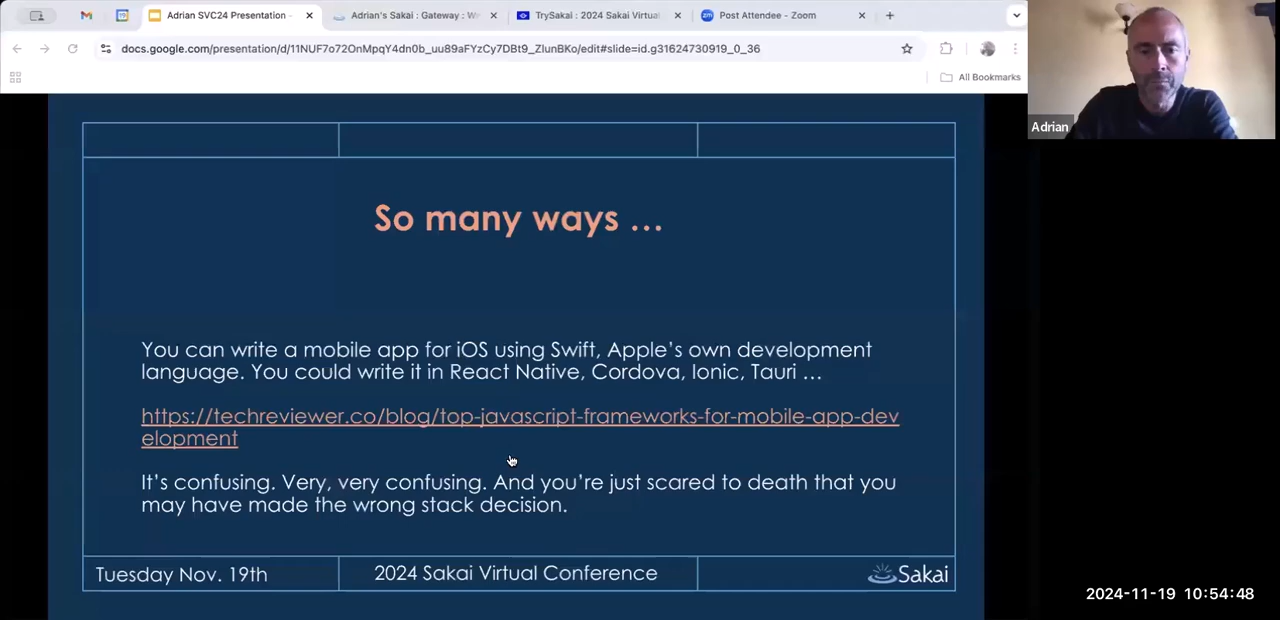 Adrian SVC24 Presentation -
Adrian's Sakai : Gateway : W
TrySakai : 2024 Sakai Virtual
Post Attendee - Zoom
docs.google.com/presentation/d/11NUF7o72OnMpqY4dn0b_uu89aFYzCy7DBt9_ZlunBKo/edit#slide=id.g31624730919_0_36
All Bookmarks
Adrian
So many ways ...
You can write a mobile app for iOS using Swift, Apple's own development
language. You could write it in React Native, Cordova, Ionic, Tauri ...
https://techreviewer.co/blog/top-javascript-frameworks-for-mobile-app-dev
elopment
It's confusing. Very, very confusing. And you're just scared to death that you
may have made the wrong stack decision.
Tuesday Nov. 19th
2024 Sakai Virtual Conference
Sakai
2024-11-19 10:54:48